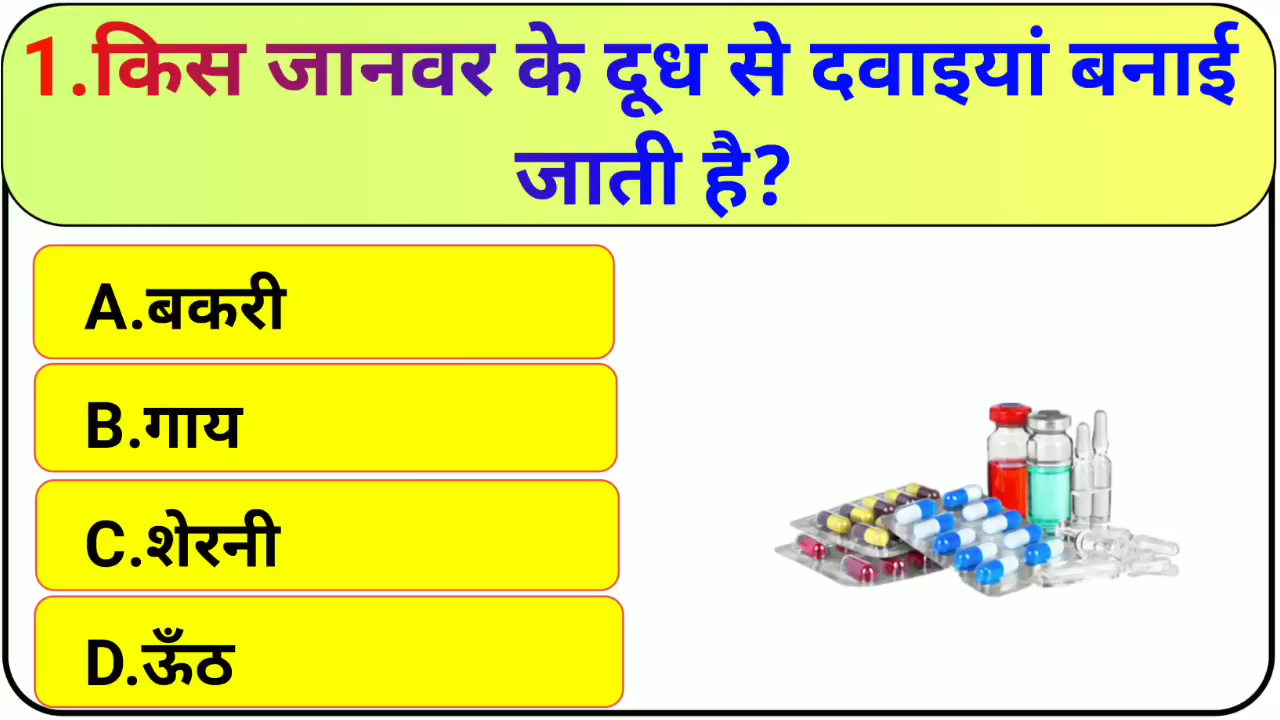 1.किस जानवर के दूध से दवाइयां बनाई
जाती है?
A.बकरी
B.गाय
C.शेरनी
D.ऊँठ